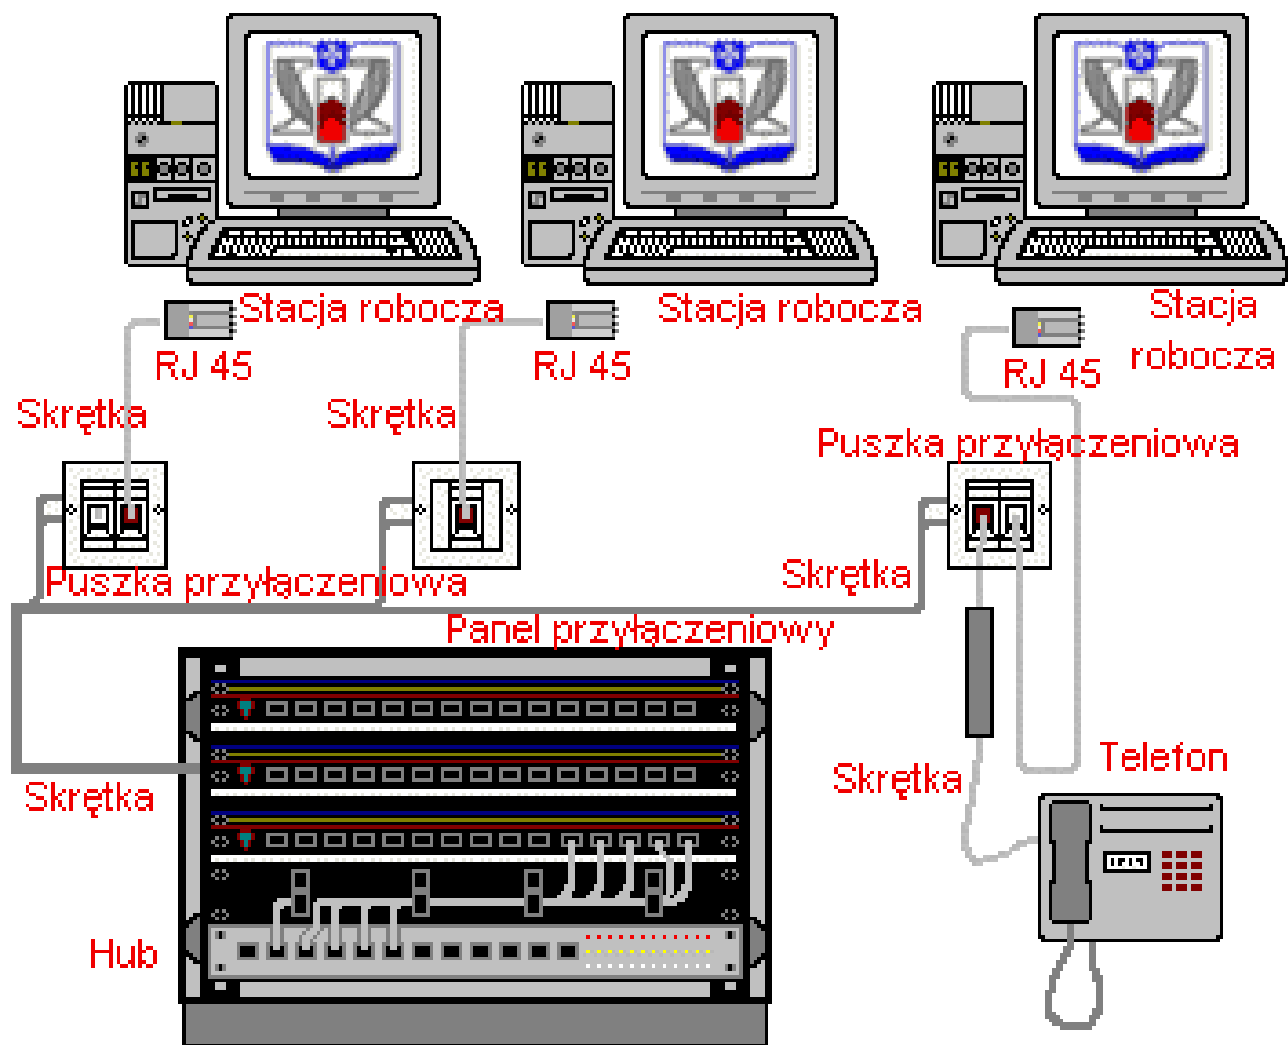 Stacja robocza
Stacja robocza
Stacja
robocza
RJ 45
RJ 45
RJ 45
Skrętka
Skrętka
Puszka przyłączeniowa
Puszka przyłączeniowa
Skrętka
Panel przyłączeniowy
Skrętka
Skrętka
Telefon
Hub